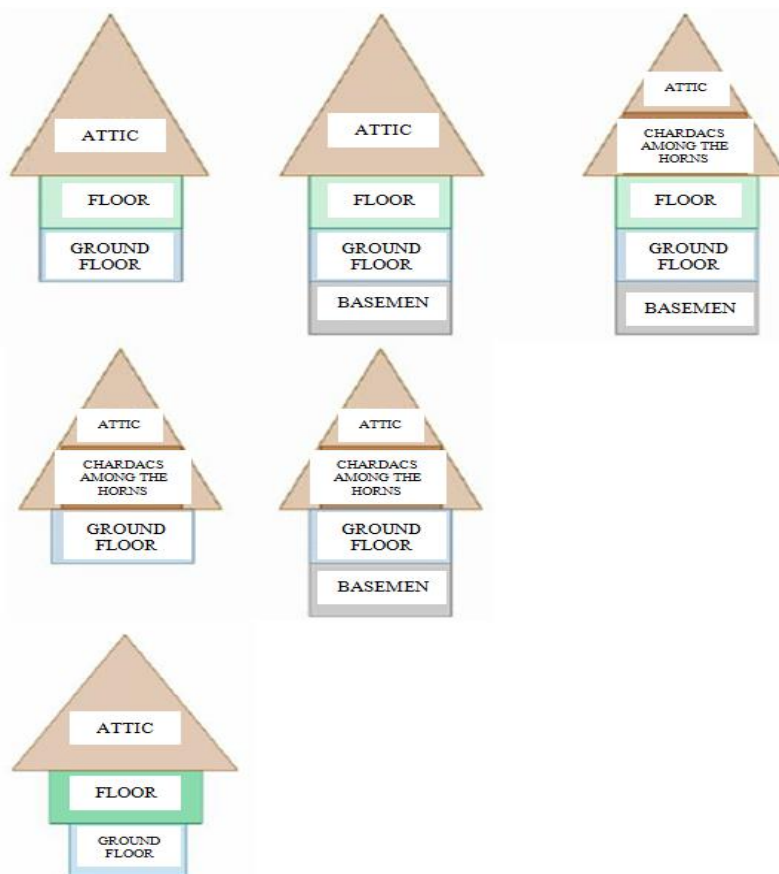 ATTIC
FLOOR
GROUND
FLOOR
ATTIC
FLOOR
GROUND
FLOOR
BASEMEN
ATTIC
CHARDACS
AMONG THE
HORNS
FLOOR
GROUND
FLOOR
BASEMEN
ATTIC
CHARDACS
AMONG THE
HORNS
GROUND
FLOOR
ATTIC
CHARDACS
AMONG THE
HORNS
GROUND
FLOOR
BASEMEN
ATTIC
FLOOR
GROUND
FLOOR